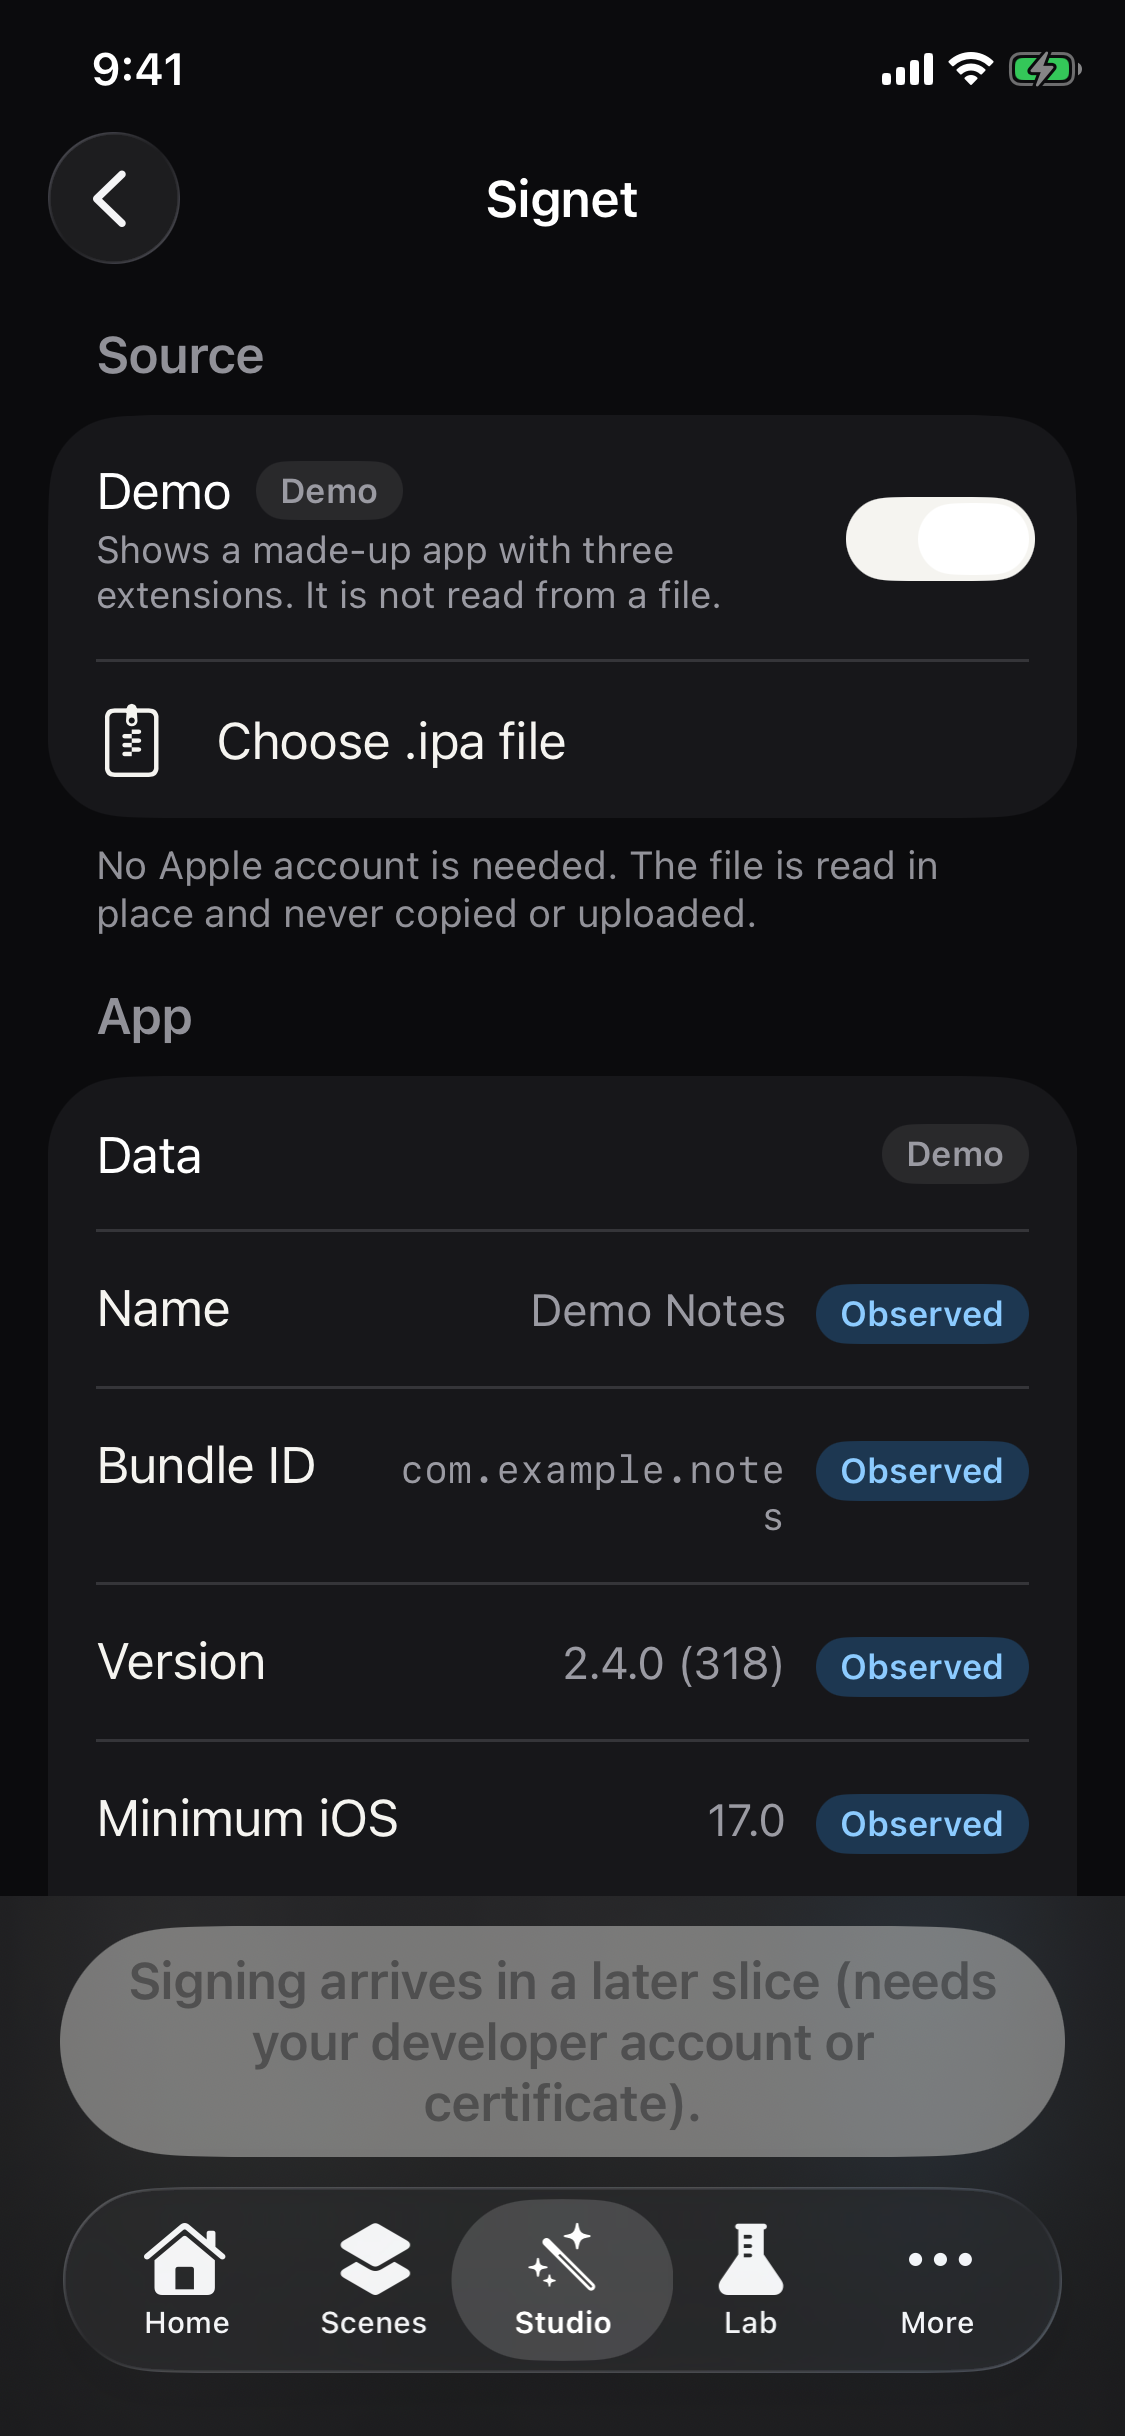 9:41
Signet
Source
Demo Demo
Shows a made-up app with three
extensions. It is not read from a file.
Choose .ipa file
No Apple account is needed. The file is read in
place and never copied or uploaded.
App
Data Demo
Name Demo Notes Observed
Bundle ID com.example.note Observed
s
Version 2.4.0 (318) Observed
Minimum iOS 17.0 Observed
Signing arrives in a later slice (needs
your developer account or
certificate).
Home Scenes Studio Lab More